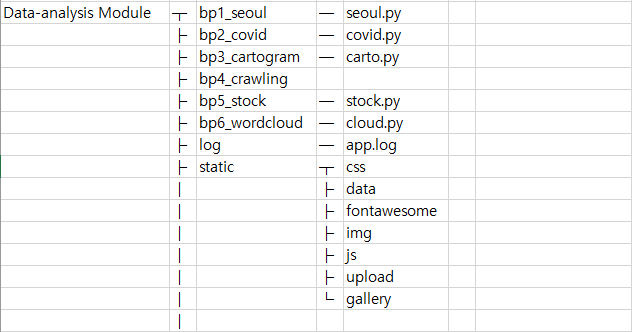 Data-analysis Module ┬ bp1_seoul ─ seoul.py
├ bp2_covid ─ covid.py
├ bp3_cartogram ─ carto.py
├ bp4_crawling
├ bp5_stock ─ stock.py
├ bp6_wordcloud ─ cloud.py
├ log ─ app.log
├ static ┬ css
│ ├ data
│ ├ fontawesome
│ ├ img
│ ├ js
│ ├ upload
│ └ gallery
│